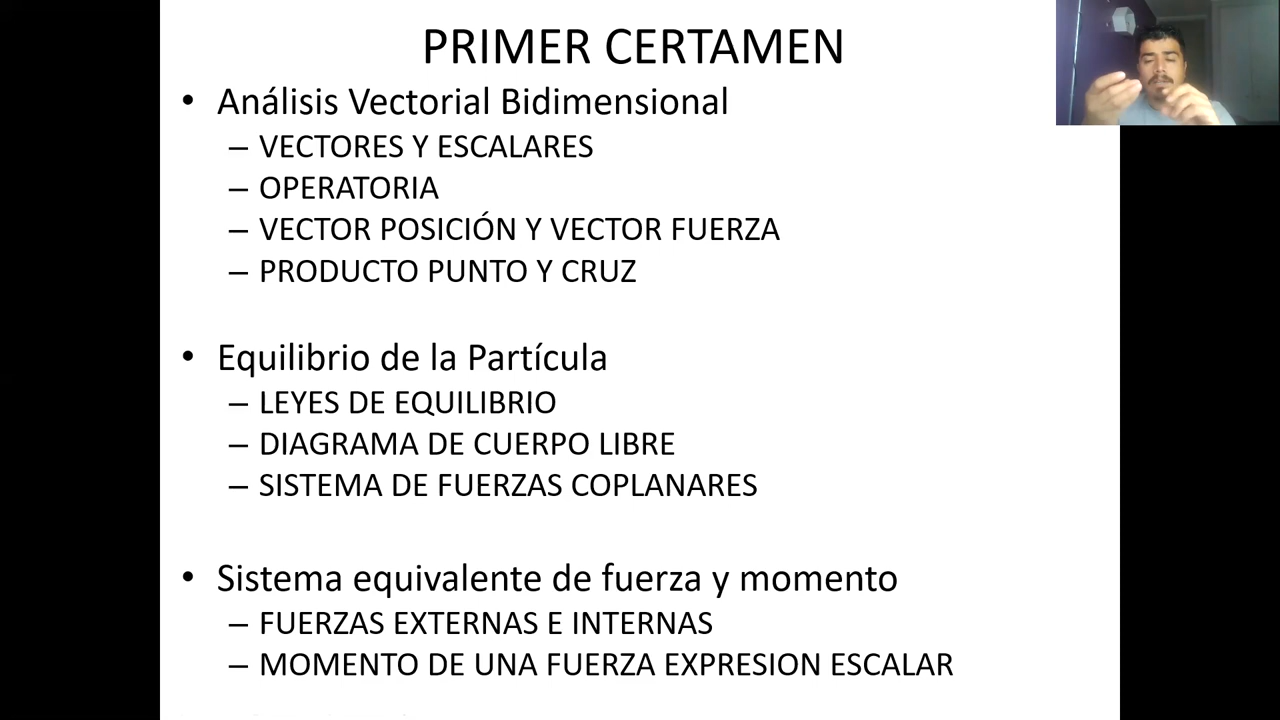 PRIMER CERTAMEN
• Análisis Vectorial Bidimensional
– VECTORES Y ESCALARES
– OPERATORIA
– VECTOR POSICIÓN Y VECTOR FUERZA
– PRODUCTO PUNTO Y CRUZ
• Equilibrio de la Partícula
– LEYES DE EQUILIBRIO
– DIAGRAMA DE CUERPO LIBRE
– SISTEMA DE FUERZAS COPLANARES
• Sistema equivalente de fuerza y momento
– FUERZAS EXTERNAS E INTERNAS
– MOMENTO DE UNA FUERZA EXPRESION ESCALAR